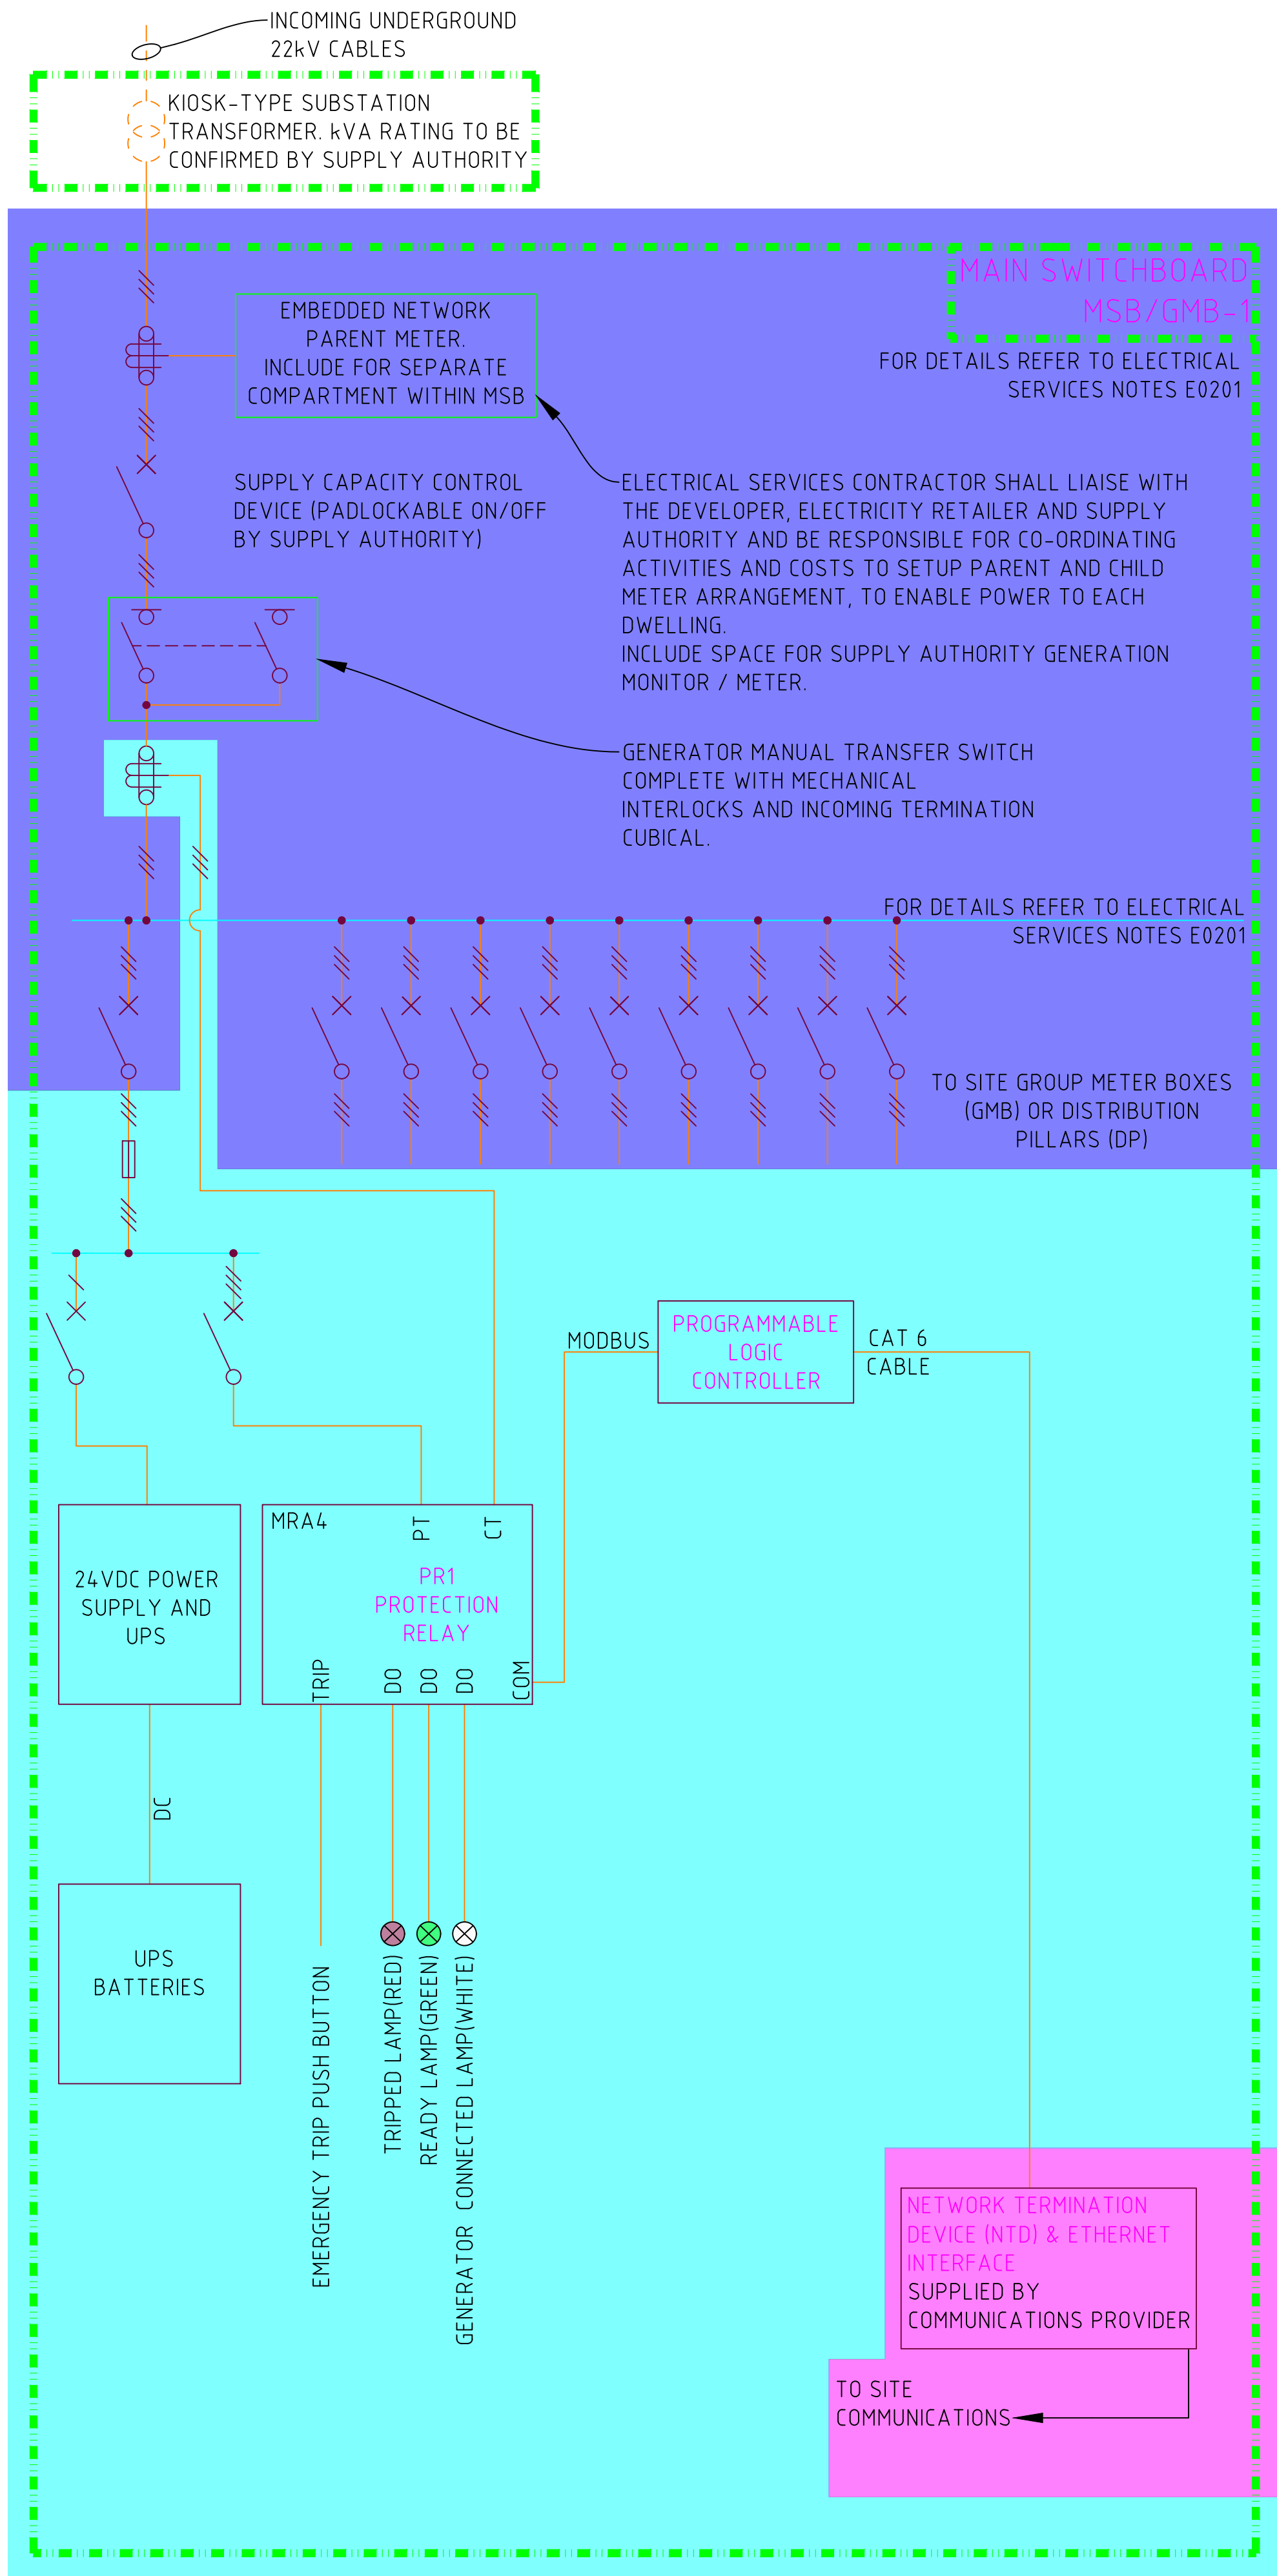 INCOMING UNDERGROUND
22kV CABLES
KIOSK-TYPE SUBSTATION
TRANSFORMER. kVA RATING TO BE
CONFIRMED BY SUPPLY AUTHORITY
MAIN SWITCHBOARD
MSB/GMB-1
FOR DETAILS REFER TO ELECTRICAL
SERVICES NOTES E0201
EMBEDDED NETWORK
PARENT METER.
INCLUDE FOR SEPARATE
COMPARTMENT WITHIN MSB
SUPPLY CAPACITY CONTROL
DEVICE (PADLOCKABLE ON/OFF
BY SUPPLY AUTHORITY)
ELECTRICAL SERVICES CONTRACTOR SHALL LIAISE WITH
THE DEVELOPER, ELECTRICITY RETAILER AND SUPPLY
AUTHORITY AND BE RESPONSIBLE FOR CO-ORDINATING
ACTIVITIES AND COSTS TO SETUP PARENT AND CHILD
METER ARRANGEMENT, TO ENABLE POWER TO EACH
DWELLING.
INCLUDE SPACE FOR SUPPLY AUTHORITY GENERATION
MONITOR / METER.
GENERATOR MANUAL TRANSFER SWITCH
COMPLETE WITH MECHANICAL
INTERLOCKS AND INCOMING TERMINATION
CUBICAL.
FOR DETAILS REFER TO ELECTRICAL
SERVICES NOTES E0201
TO SITE GROUP METER BOXES
(GMB) OR DISTRIBUTION
PILLARS (DP)
MODBUS
PROGRAMMABLE
LOGIC
CONTROLLER
CAT 6
CABLE
24VDC POWER
SUPPLY AND
UPS
MRA4
PT
CT
PR1
PROTECTION
RELAY
TRIP
DO
DO
DO
COM
DC
UPS
BATTERIES
EMERGENCY TRIP PUSH BUTTON
TRIPPED LAMP(RED)
READY LAMP(GREEN)
GENERATOR CONNECTED LAMP(WHITE)
NETWORK TERMINATION
DEVICE (NTD) & ETHERNET
INTERFACE
SUPPLIED BY
COMMUNICATIONS PROVIDER
TO SITE
COMMUNICATIONS